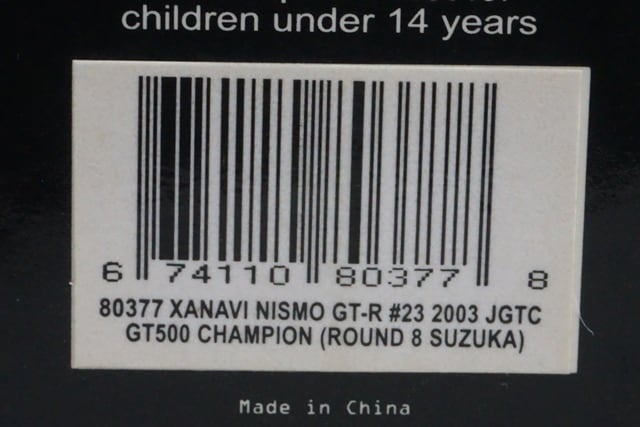 children under 14 years
6 74110 80377 8
80377 XANAVI NISMO GT-R #23 2003 JGTC
GT500 CHAMPION (ROUND 8 SUZUKA)
Made in China